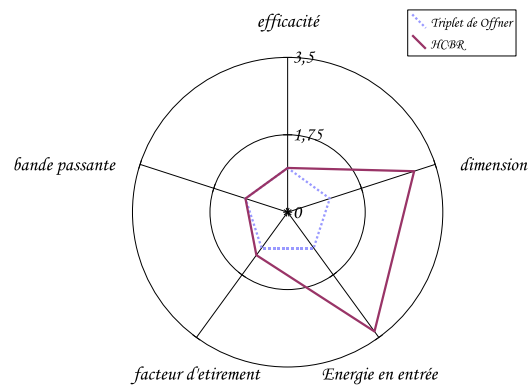 efficacité
Triplet de Offner
HCBR
3,5
1,75
bande passante
dimension
0
facteur d'etirement
Energie en entrée